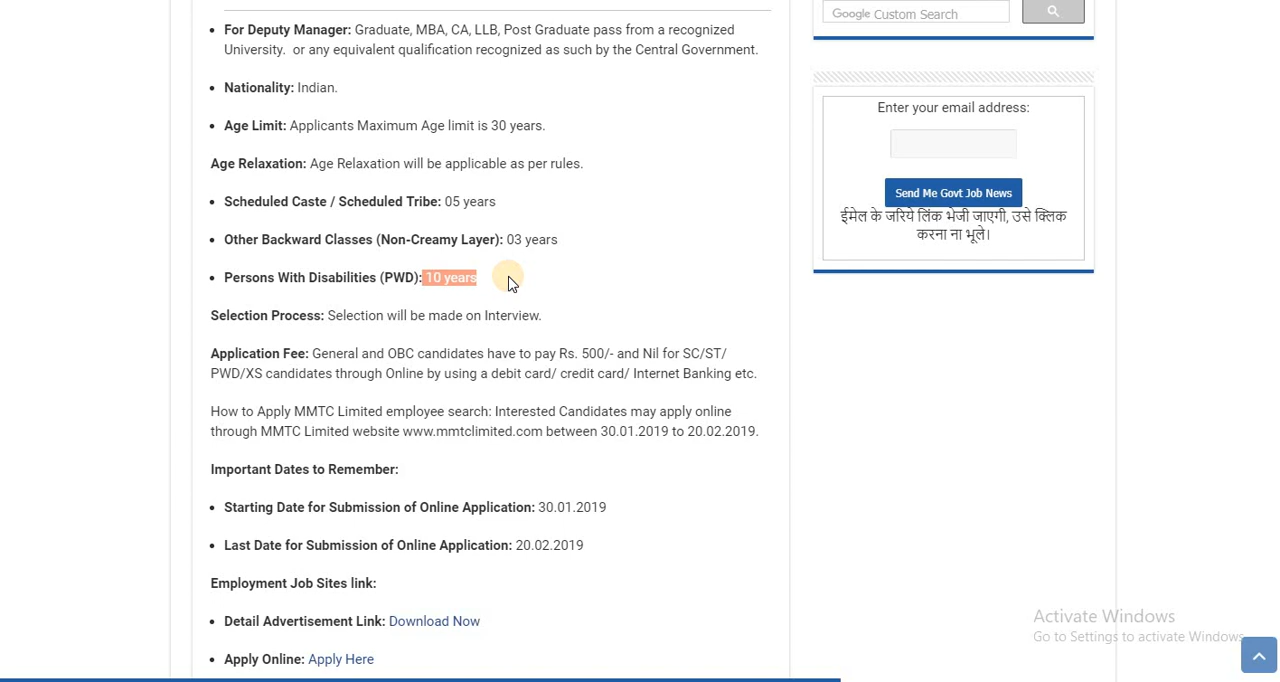 For Deputy Manager: Graduate, MBA, CA, LLB, Post Graduate pass from a recognized
University. or any equivalent qualification recognized as such by the Central Government.
Nationality: Indian.
Age Limit: Applicants Maximum Age limit is 30 years.
Age Relaxation: Age Relaxation will be applicable as per rules.
Scheduled Caste / Scheduled Tribe: 05 years
Other Backward Classes (Non-Creamy Layer): 03 years
Persons With Disabilities (PWD): 10 years
Selection Process: Selection will be made on Interview.
Application Fee: General and OBC candidates have to pay Rs. 500/- and Nil for SC/ST/
PWD/XS candidates through Online by using a debit card/ credit card/ Internet Banking etc.
How to Apply MMTC Limited employee search: Interested Candidates may apply online
through MMTC Limited website www.mmtclimited.com between 30.01.2019 to 20.02.2019.
Important Dates to Remember:
Starting Date for Submission of Online Application: 30.01.2019
Last Date for Submission of Online Application: 20.02.2019
Employment Job Sites link:
Detail Advertisement Link: Download Now
Apply Online: Apply Here
Google Custom Search
Enter your email address:
Send Me Govt Job News
ईमेल के जरिये लिंक भेजी जाएगी, उसे क्लिक
करना ना भूले।
Activate Windows
Go to Settings to activate Windows.